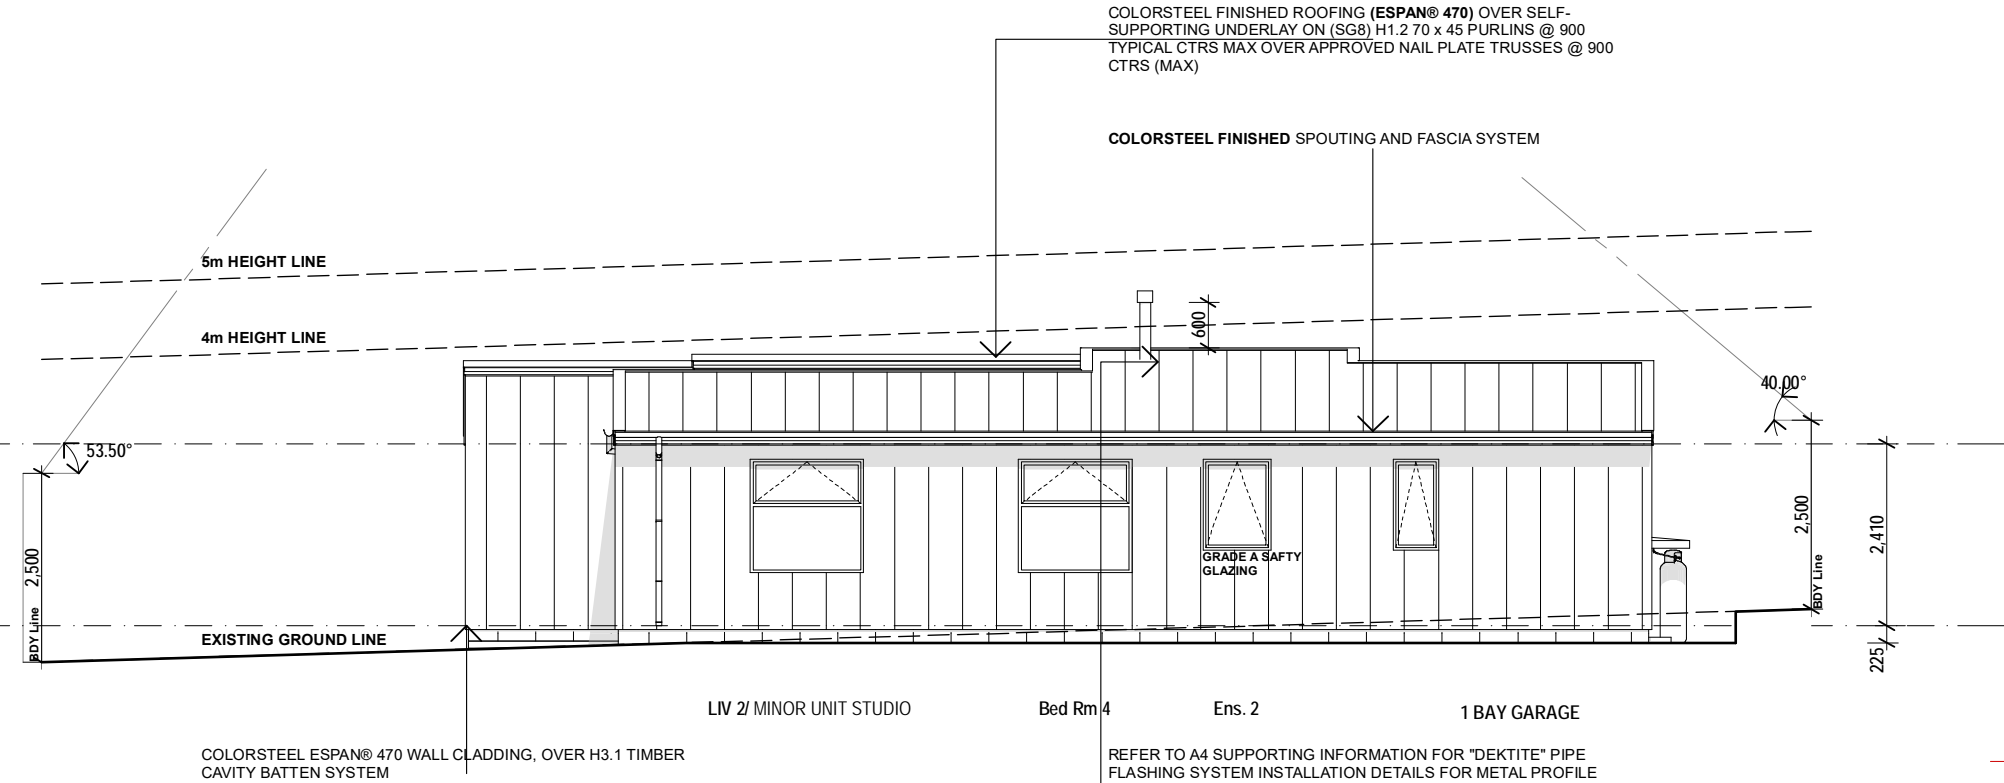 COLORSTEEL FINISHED ROOFING (ESPAN® 470) OVER SELF-
SUPPORTING UNDERLAY ON (SG8) H1.2 70 x 45 PURLINS @ 900
TYPICAL CTRS MAX OVER APPROVED NAIL PLATE TRUSSES @ 900
CTRS (MAX)
COLORSTEEL FINISHED SPOUTING AND FASCIA SYSTEM
5m HEIGHT LINE
4m HEIGHT LINE
600
40.00°
53.50°
2,500
BDY Line
EXISTING GROUND LINE
GRADE A SAFTY
GLAZING
2,500
BDY Line
2,410
225
LIV 2/ MINOR UNIT STUDIO
Bed Rm 4
Ens. 2
1 BAY GARAGE
COLORSTEEL ESPAN® 470 WALL CLADDING, OVER H3.1 TIMBER
CAVITY BATTEN SYSTEM
REFER TO A4 SUPPORTING INFORMATION FOR "DEKTITE" PIPE
FLASHING SYSTEM INSTALLATION DETAILS FOR METAL PROFILE